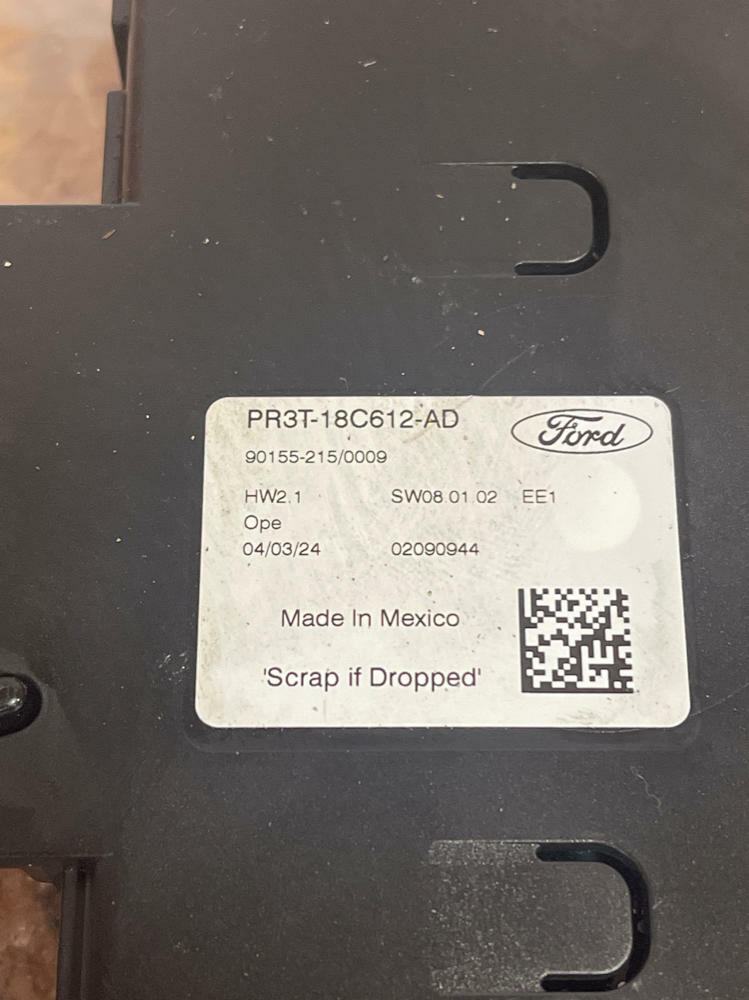 PR3T-18C612-AD
Ford
90155-215/0009
HW2.1 SW08.01.02 EE1
Ope
04/03/24 02090944
Made In Mexico
'Scrap if Dropped'